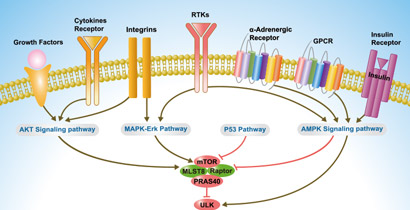 Growth Factors
Cytokines
Receptor
Integrins
RTKs
α-Adrenergic
Receptor
GPCR
Insulin
Receptor
Insulin
AKT Signaling pathway
MAPK-Erk Pathway
P53 Pathway
AMPK Signaling pathway
mTOR
MLST8
Raptor
PRAS40
ULK